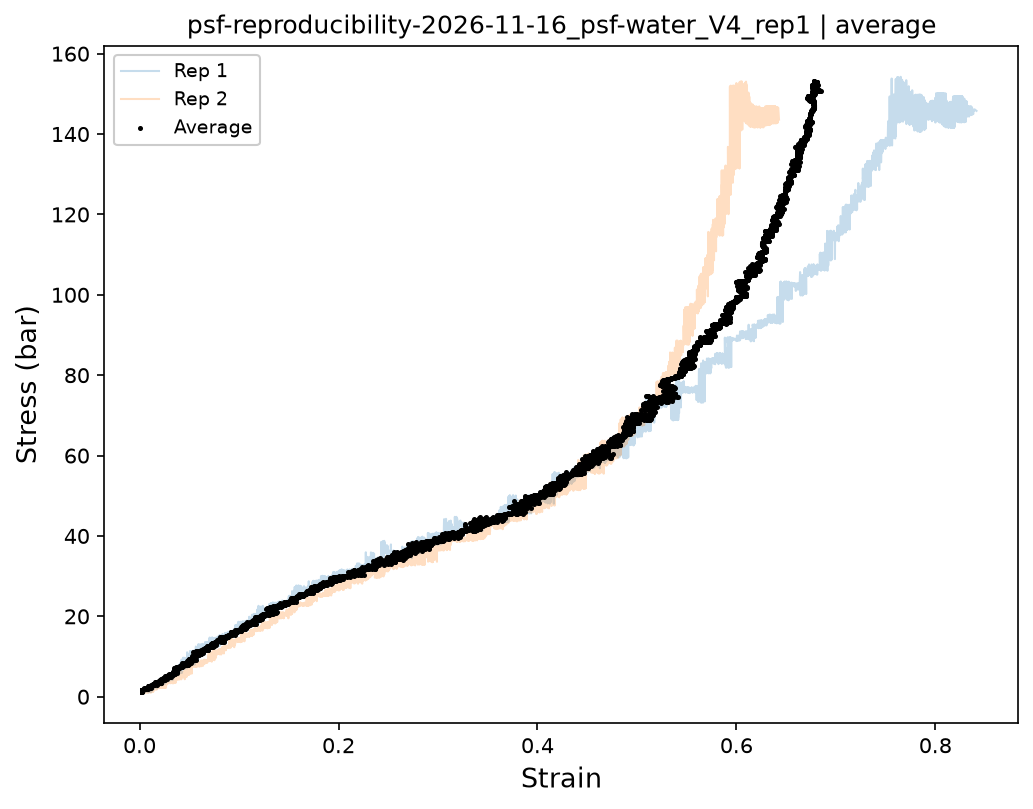 psf-reproducibility-2026-11-16_psf-water_V4_rep1 | average
Rep 1
Rep 2
Average
160
140
120
100
80
60
40
20
0
Stress (bar)
0.0 0.2 0.4 0.6 0.8
Strain